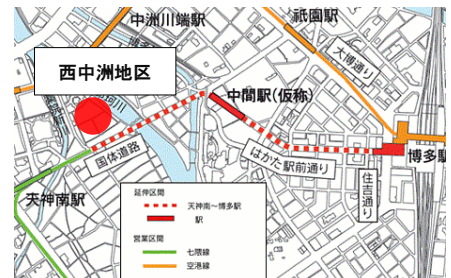 中洲川端駅
祇園駅
大博通り
西中洲地区
中間駅(仮称)
国体道路
はかた駅前通り
博多駅
住吉通り
天神南駅
延伸区間
天神南～博多駅
駅
営業区間
七隈線
空港線